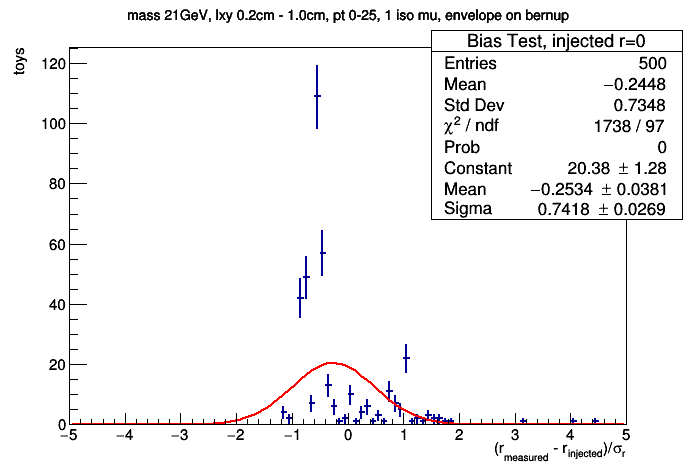 mass 21GeV, lxy 0.2cm - 1.0cm, pt 0-25, 1 iso mu, envelope on bernup
Bias Test, injected r=0
Entries 500
Mean −0.2448
Std Dev 0.7348
χ² / ndf 1738 / 97
Prob 0
Constant 20.38 ± 1.28
Mean −0.2534 ± 0.0381
Sigma 0.7418 ± 0.0269
toys
120
100
80
60
40
20
0
−5 −4 −3 −2 −1 0 1 2 3 4 5
(r_measured - r_injected)/σ_r